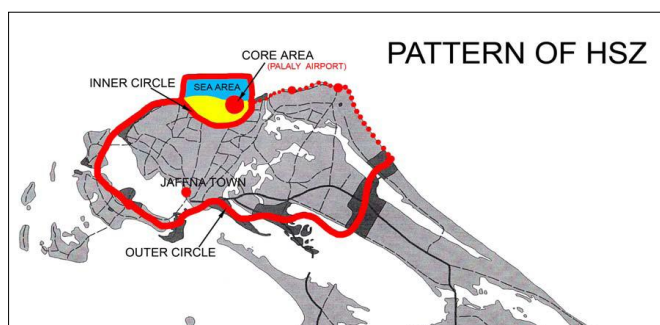 PATTERN OF HSZ
CORE AREA
(PALALY AIRPORT)
INNER CIRCLE
SEA AREA
JAFFNA TOWN
OUTER CIRCLE